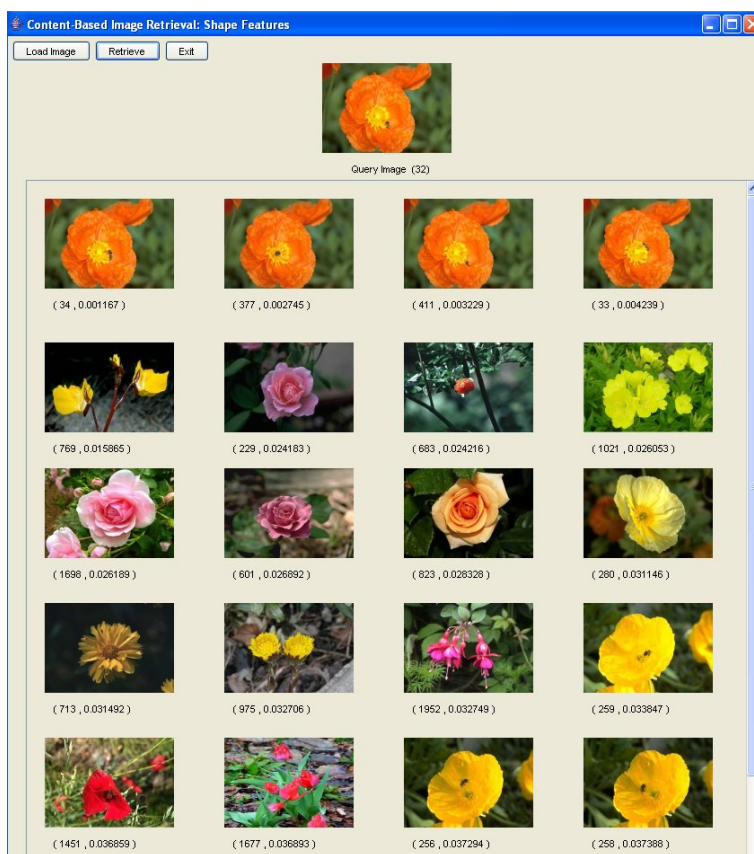 Content-Based Image Retrieval: Shape Features
Load Image Retrieve Exit
Query Image (32)
( 34 , 0.001167 ) ( 377 , 0.002745 ) ( 411 , 0.003229 ) ( 33 , 0.004239 )
( 769 , 0.015865 ) ( 229 , 0.024183 ) ( 683 , 0.024216 ) ( 1021 , 0.026053 )
( 1698 , 0.026189 ) ( 601 , 0.026892 ) ( 823 , 0.028328 ) ( 280 , 0.031146 )
( 713 , 0.031492 ) ( 975 , 0.032706 ) ( 1952 , 0.032749 ) ( 259 , 0.033847 )
( 1451 , 0.036859 ) ( 1677 , 0.036893 ) ( 256 , 0.037294 ) ( 258 , 0.037388 )